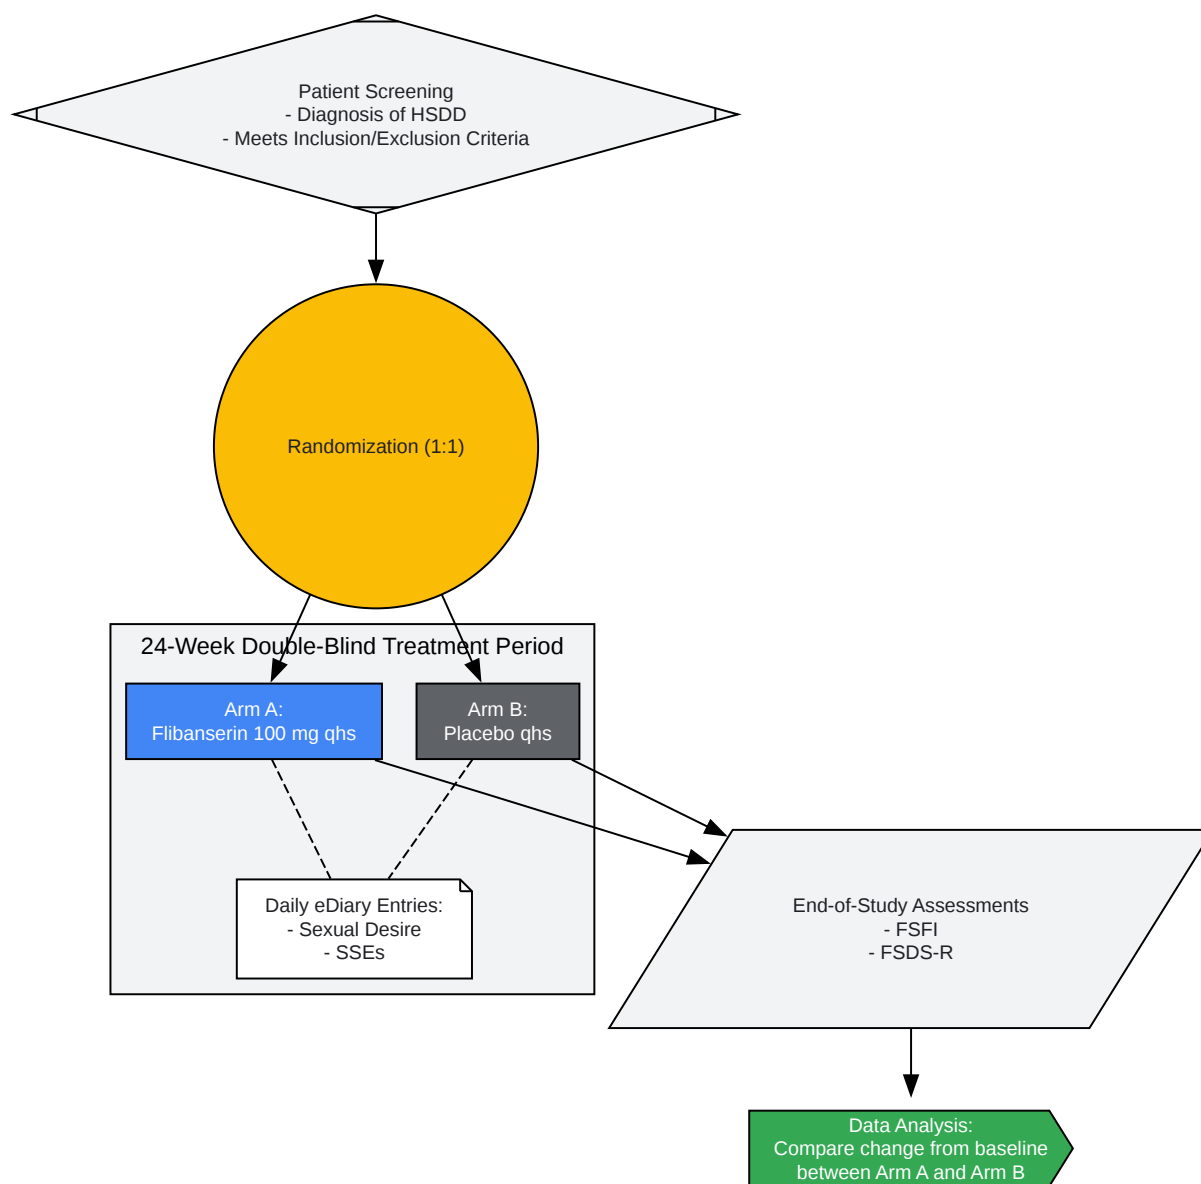 Patient Screening
- Diagnosis of HSDD
- Meets Inclusion/Exclusion Criteria
Randomization (1:1)
24-Week Double-Blind Treatment Period
Arm A:
Flibanserin 100 mg qhs
Arm B:
Placebo qhs
Daily eDiary Entries:
- Sexual Desire
- SSEs
End-of-Study Assessments
- FSFI
- FSDS-R
Data Analysis:
Compare change from baseline
between Arm A and Arm B